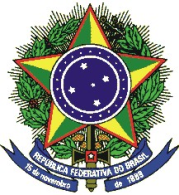 REPÚBLICA FEDERATIVA DO BRASIL
15 de novembro de 1889